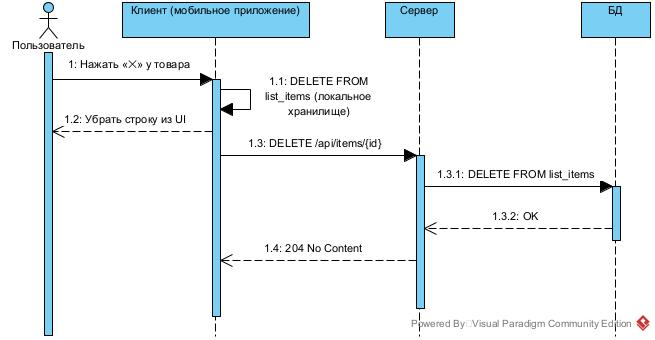 Клиент (мобильное приложение)
Сервер
БД
Пользователь
1: Нажать «✕» у товара
1.1: DELETE FROM
list_items (локальное
хранилище)
1.2: Убрать строку из UI
1.3: DELETE /api/items/{id}
1.3.1: DELETE FROM list_items
1.3.2: OK
1.4: 204 No Content
Powered By□Visual Paradigm Community Edition